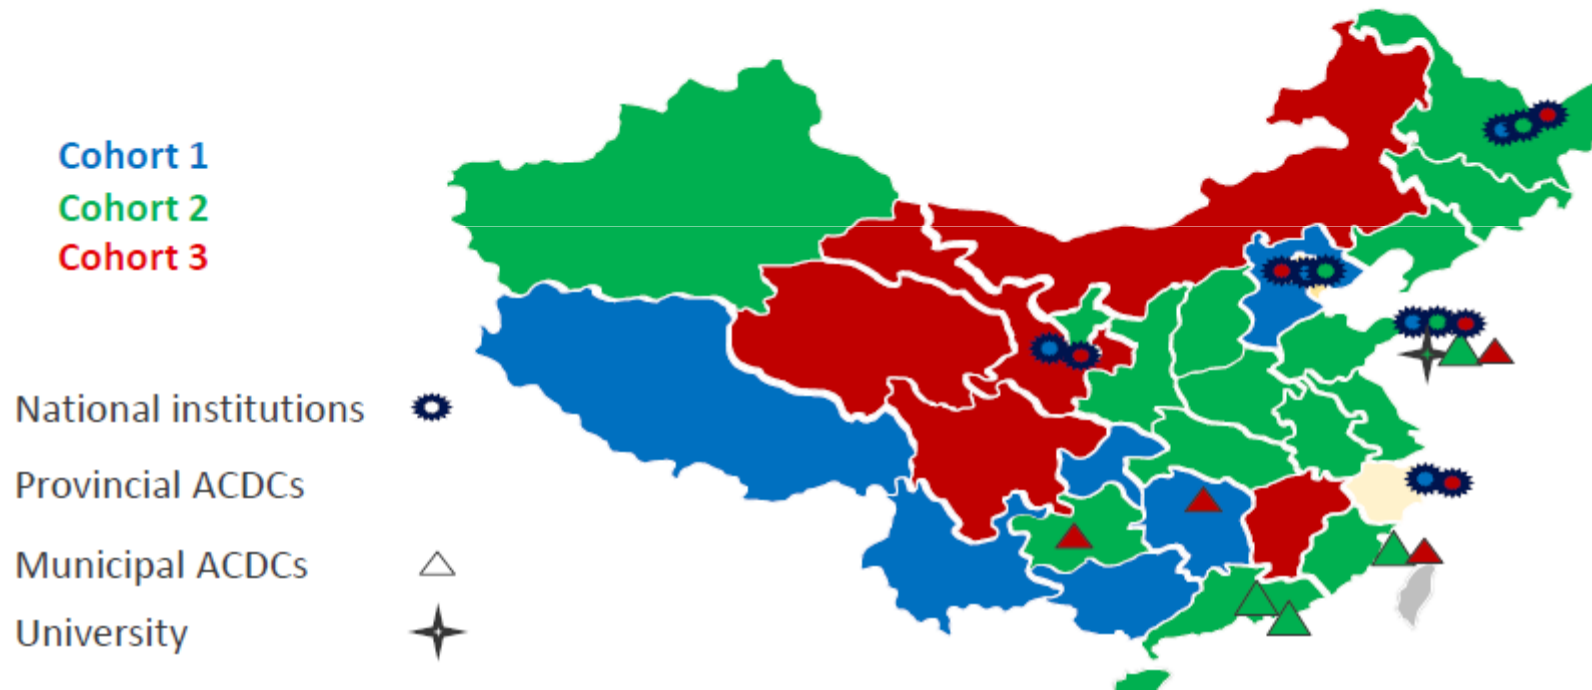 Cohort 1
Cohort 2
Cohort 3
National institutions
Provincial ACDCs
Municipal ACDCs
University